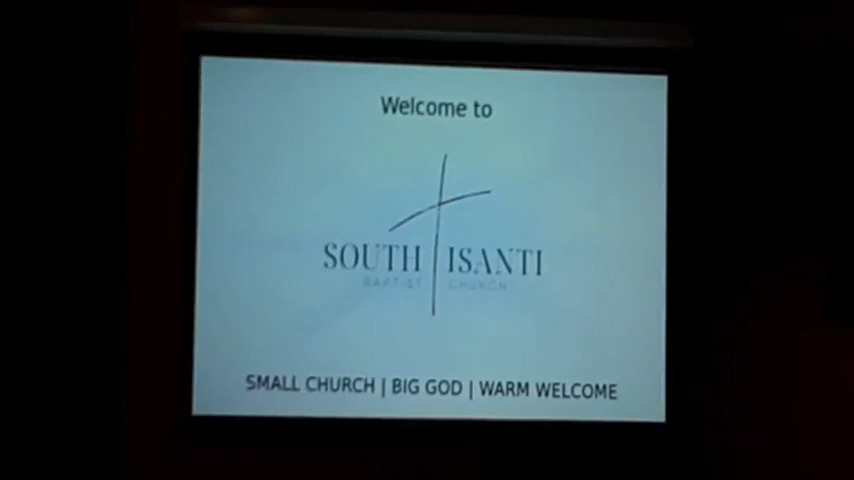 Welcome to
SOUTH ISANTI
BAPTIST CHURCH
SMALL CHURCH | BIG GOD | WARM WELCOME